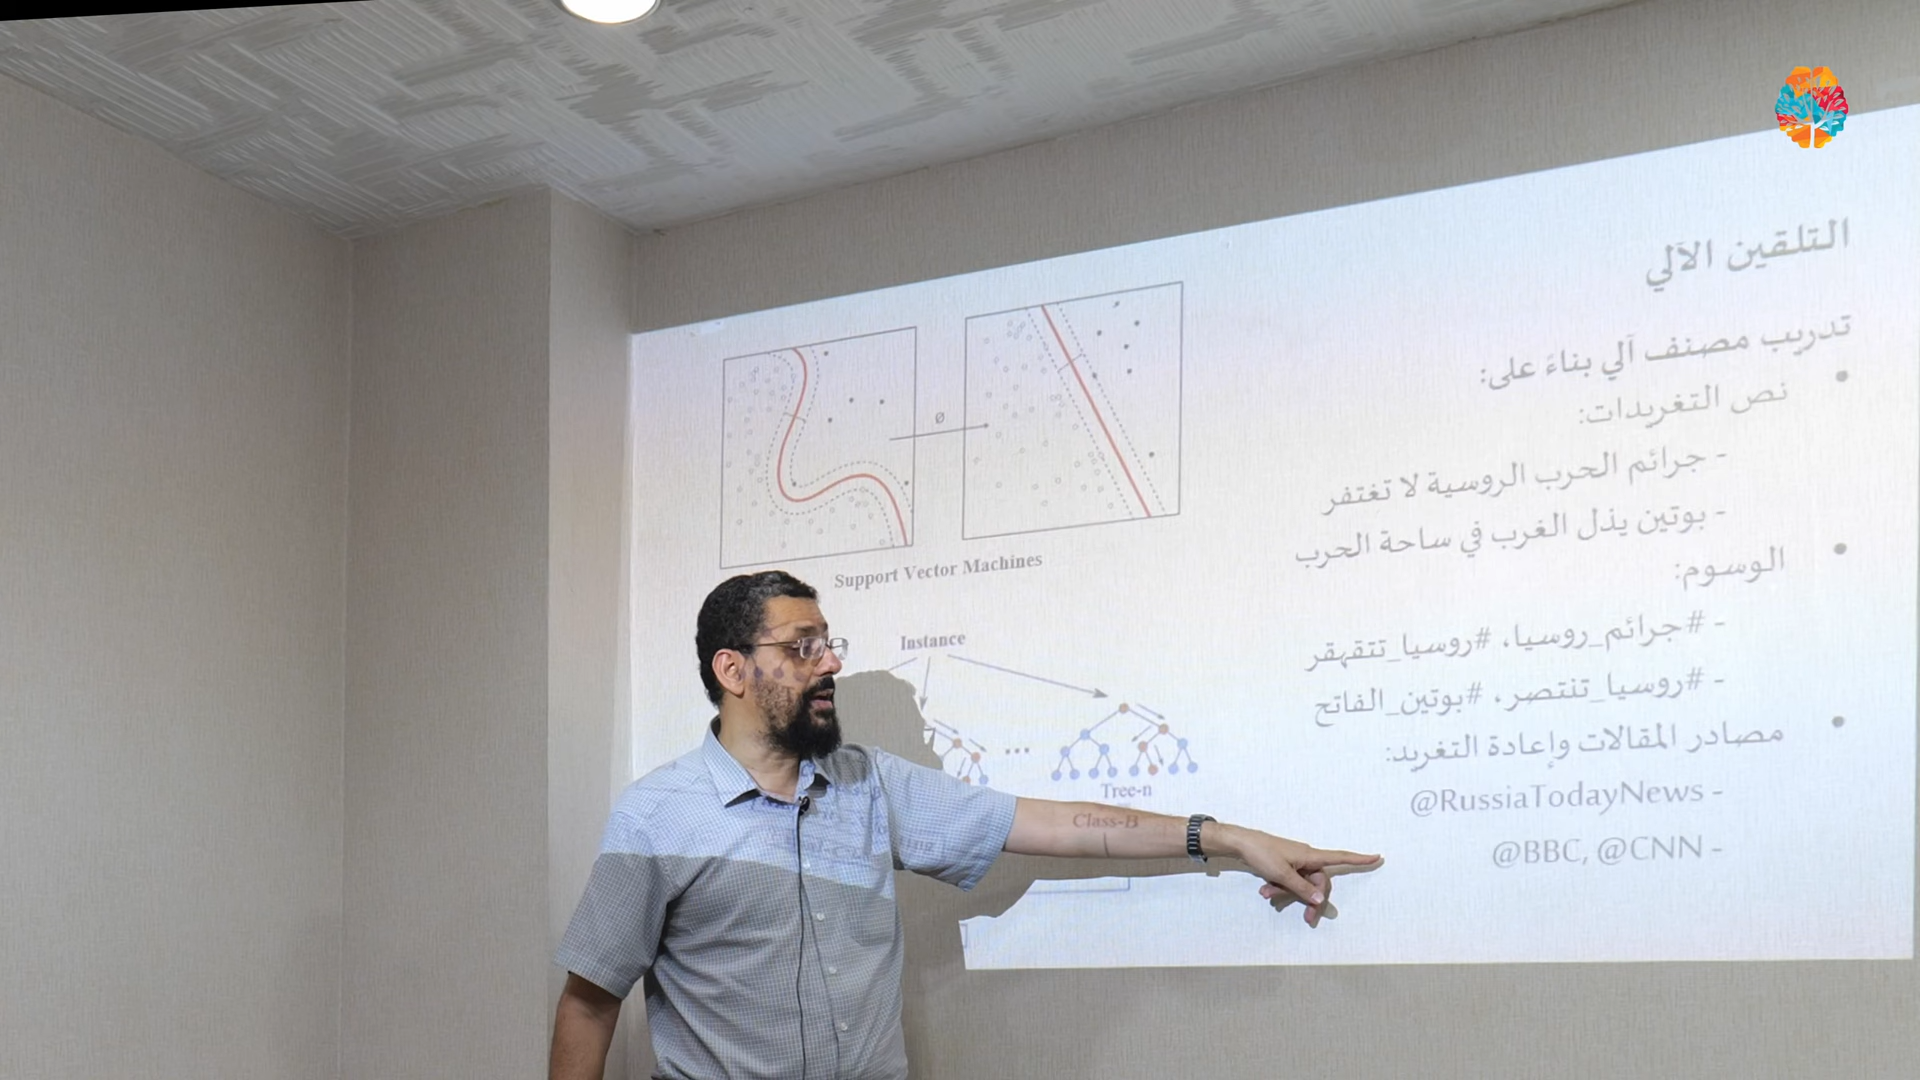 التلقين الآلي
تدريب مصنف آلي بناءً على:
• نص التغريدات:
- جرائم الحرب الروسية لا تغتفر
- بوتين يذل الغرب في ساحة الحرب
• الوسوم:
- #جرائم_روسيا، #روسيا_تتقهقر
- #روسيا_تنتصر، #بوتين_الفاتح
• مصادر المقالات وإعادة التغريد:
- @RussiaTodayNews
- @BBC, @CNN
Ø
Support Vector Machines
Instance
...
Tree-n
Class-B